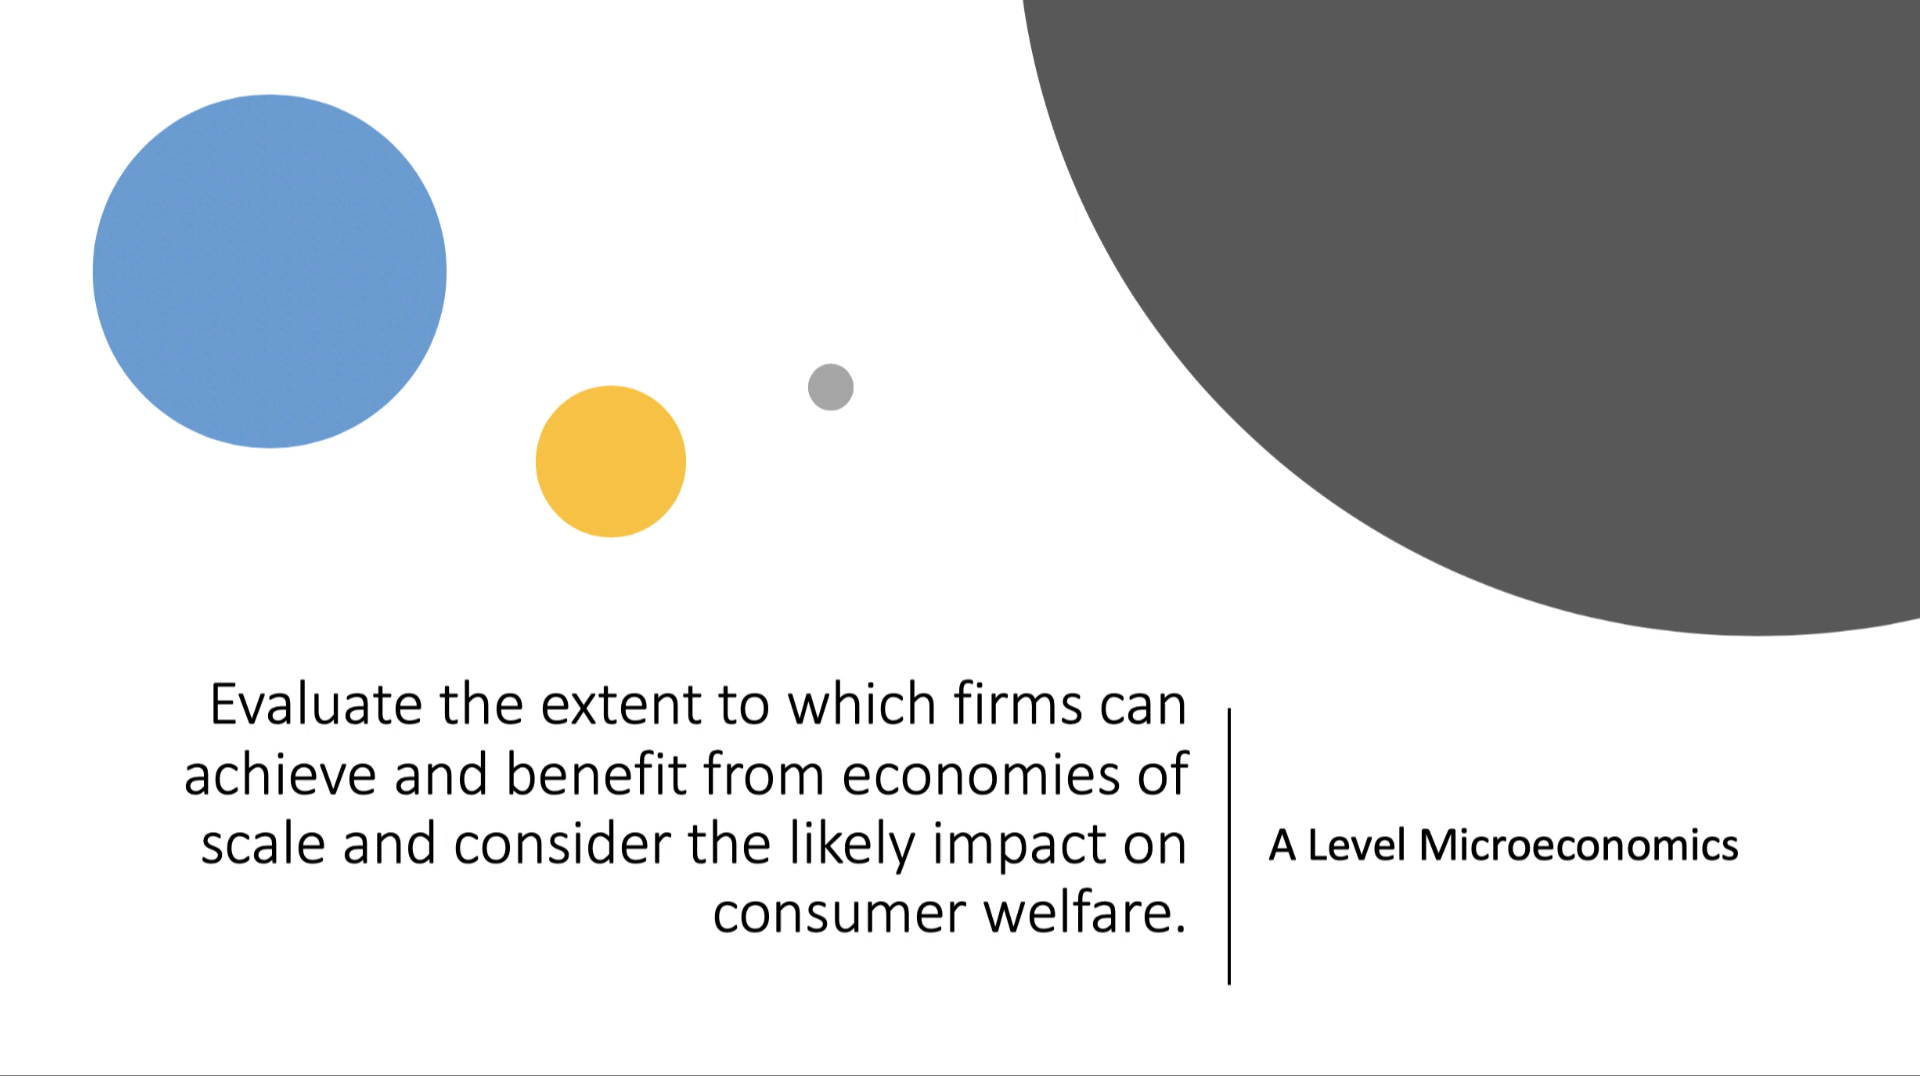 Evaluate the extent to which firms can
achieve and benefit from economies of
scale and consider the likely impact on
consumer welfare.
A Level Microeconomics